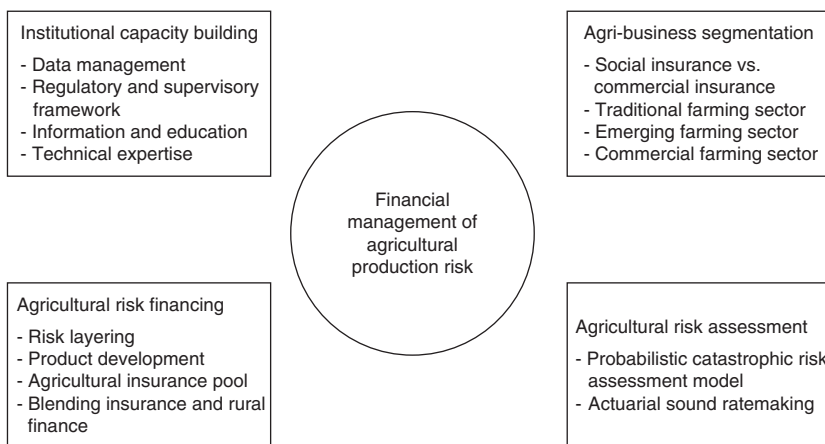 Institutional capacity building
- Data management
- Regulatory and supervisory
framework
- Information and education
- Technical expertise
Agri-business segmentation
- Social insurance vs.
commercial insurance
- Traditional farming sector
- Emerging farming sector
- Commercial farming sector
Financial
management of
agricultural
production risk
Agricultural risk financing
- Risk layering
- Product development
- Agricultural insurance pool
- Blending insurance and rural
finance
Agricultural risk assessment
- Probabilistic catastrophic risk
assessment model
- Actuarial sound ratemaking